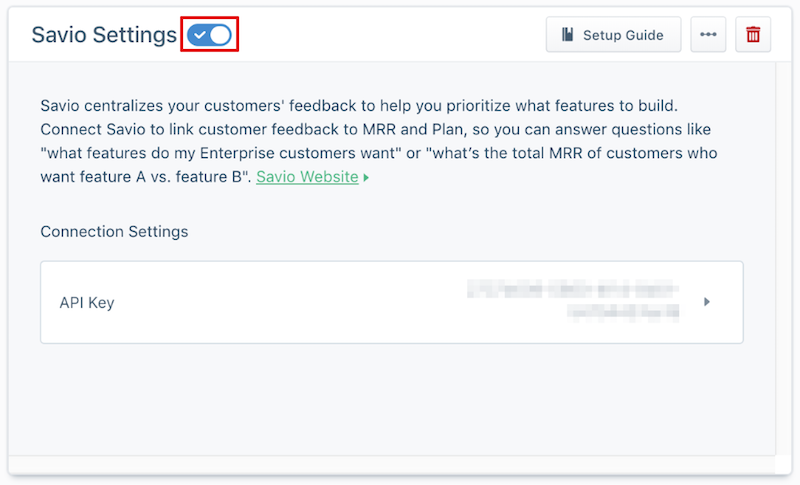 Savio Settings
Setup Guide
Savio centralizes your customers' feedback to help you prioritize what features to build.
Connect Savio to link customer feedback to MRR and Plan, so you can answer questions like
"what features do my Enterprise customers want" or "what’s the total MRR of customers who
want feature A vs. feature B". Savio Website
Connection Settings
API Key